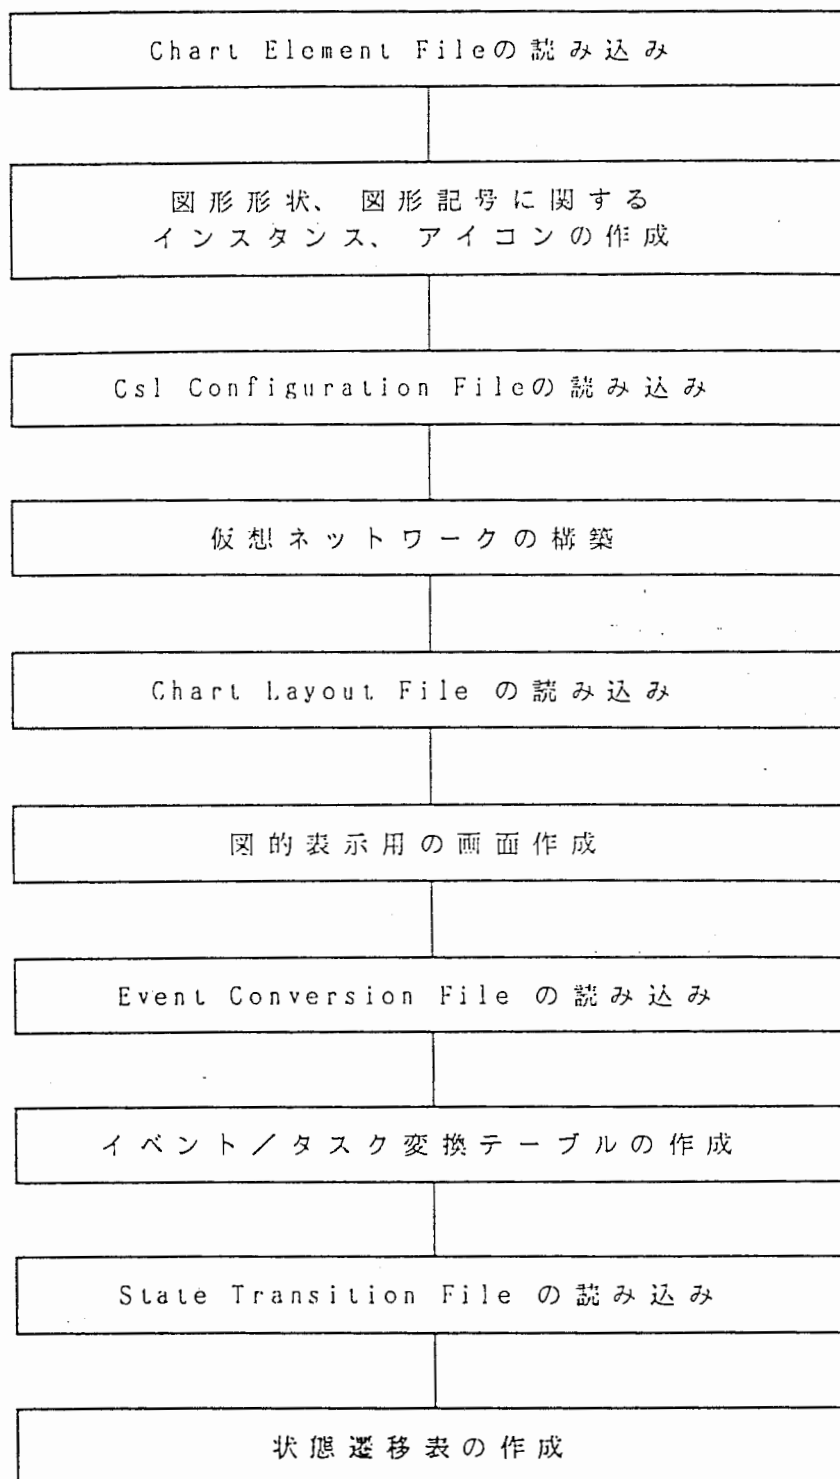 Chart Element Fileの読み込み
図形形状、図形記号に関する
インスタンス、アイコンの作成
Csl Configuration Fileの読み込み
仮想ネットワークの構築
Chart Layout File の読み込み
図的表示用の画面作成
Event Conversion File の読み込み
イベント／タスク変換テーブルの作成
State Transition File の読み込み
状態遷移表の作成